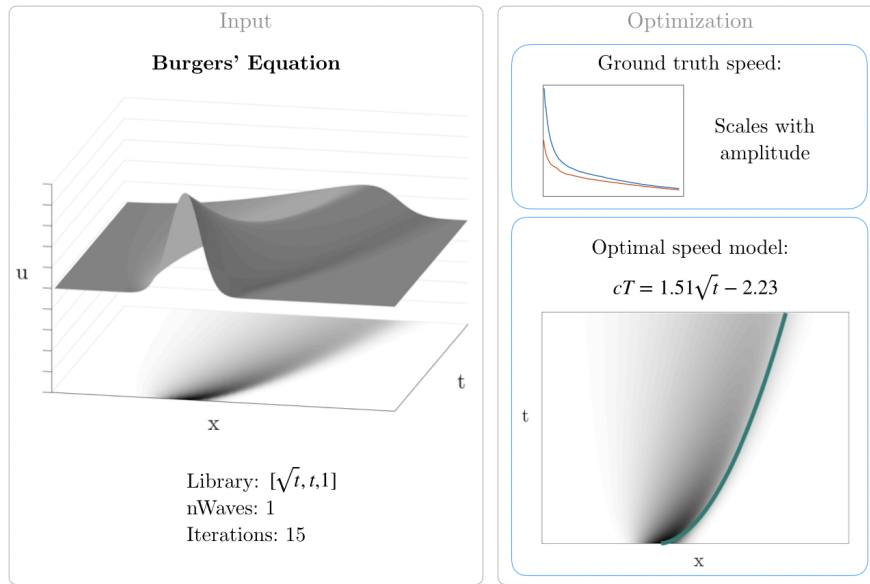 Input
Burgers' Equation
u
t
x
Library: [√t, t,1]
nWaves: 1
Iterations: 15
Optimization
Ground truth speed:
Scales with
amplitude
Optimal speed model:
cT = 1.51√t − 2.23
t
x